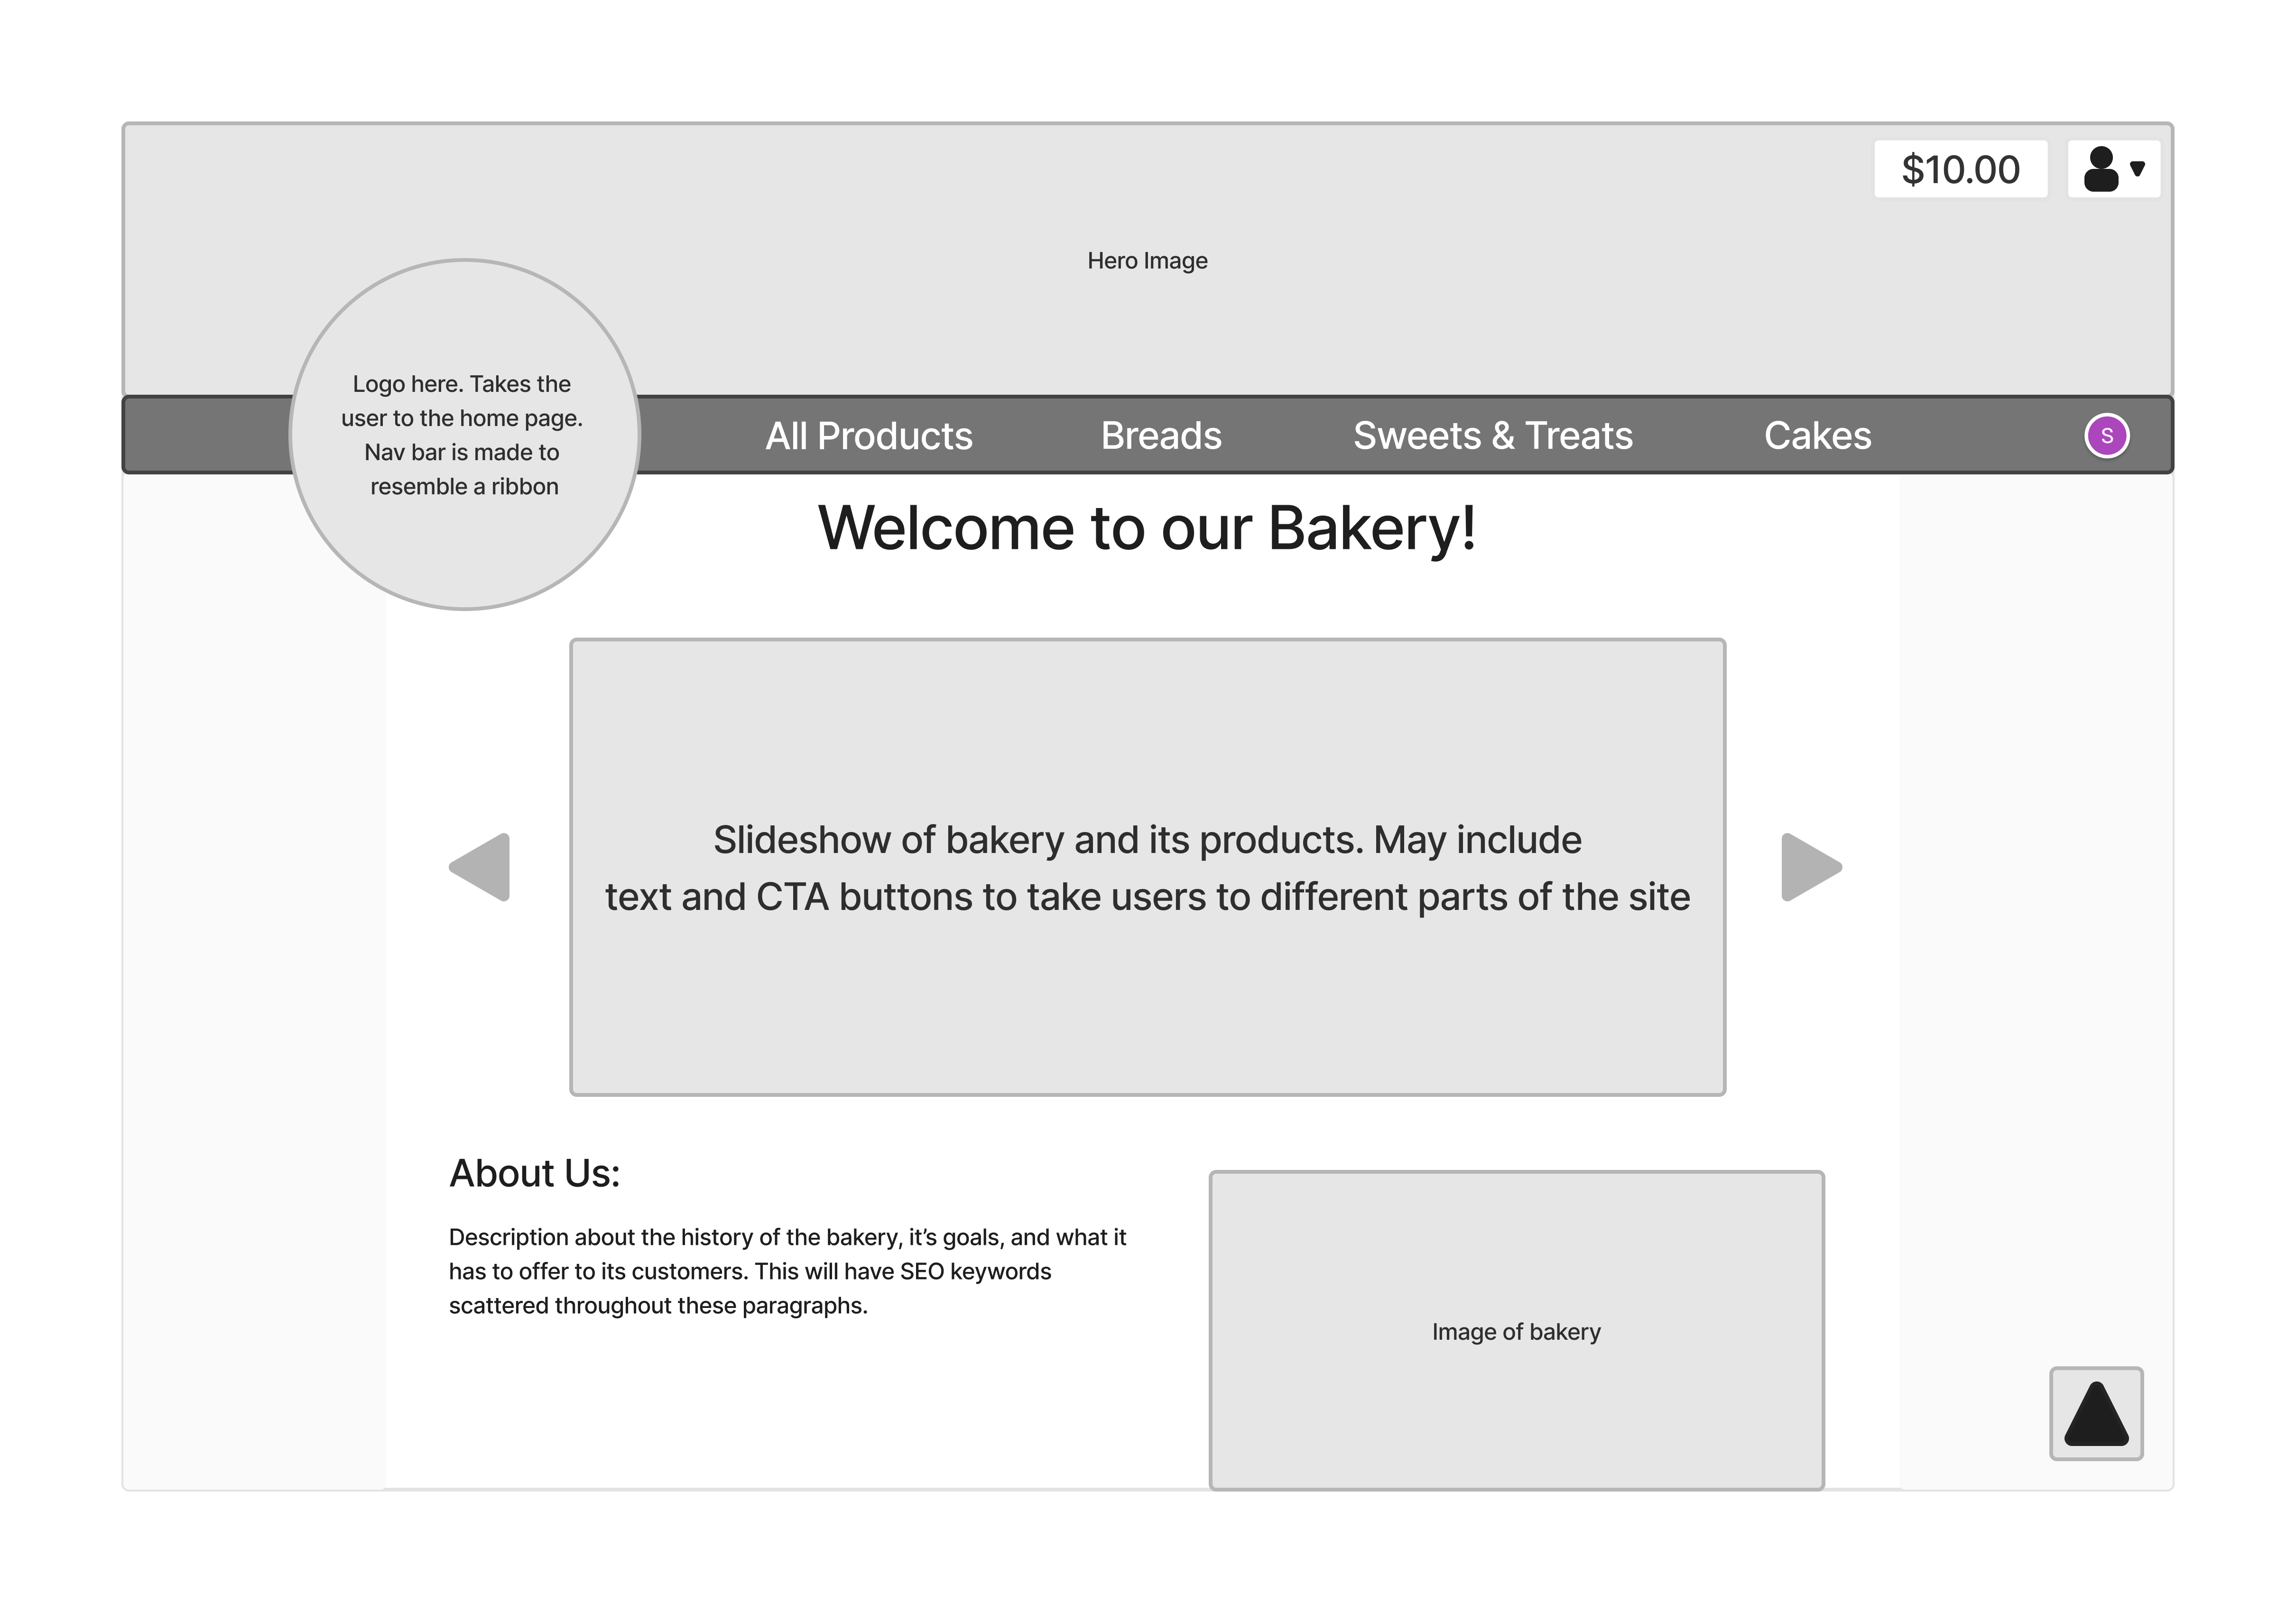 $10.00
Hero Image
Logo here. Takes the
user to the home page.
Nav bar is made to
resemble a ribbon
All Products
Breads
Sweets & Treats
Cakes
S
Welcome to our Bakery!
Slideshow of bakery and its products. May include
text and CTA buttons to take users to different parts of the site
About Us:
Description about the history of the bakery, it’s goals, and what it
has to offer to its customers. This will have SEO keywords
scattered throughout these paragraphs.
Image of bakery